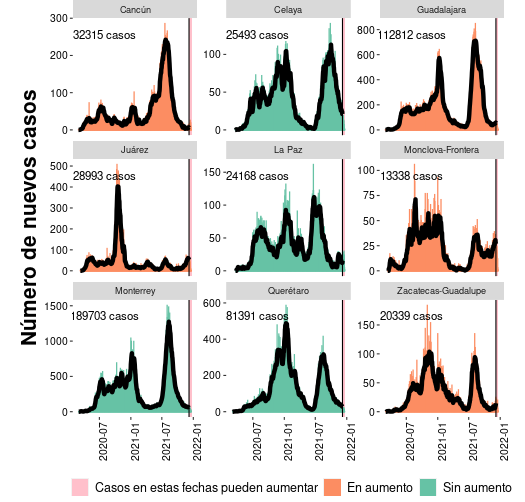 Cancún Celaya Guadalajara
300 200 100 0
32315 casos
100 50 0
25493 casos
800 600 400 200 0
112812 casos
Juárez La Paz Monclova-Frontera
500 400 300 200 100 0
28993 casos
150 100 50 0
24168 casos
100 75 50 25 0
13338 casos
Monterrey Querétaro Zacatecas-Guadalupe
1500 1000 500 0
189703 casos
600 400 200 0
81391 casos
150 100 50 0
20339 casos
2020-07 2021-01 2021-07 2022-01
2020-07 2021-01 2021-07 2022-01
2020-07 2021-01 2021-07 2022-01
Número de nuevos casos
Casos en estas fechas pueden aumentar En aumento Sin aumento